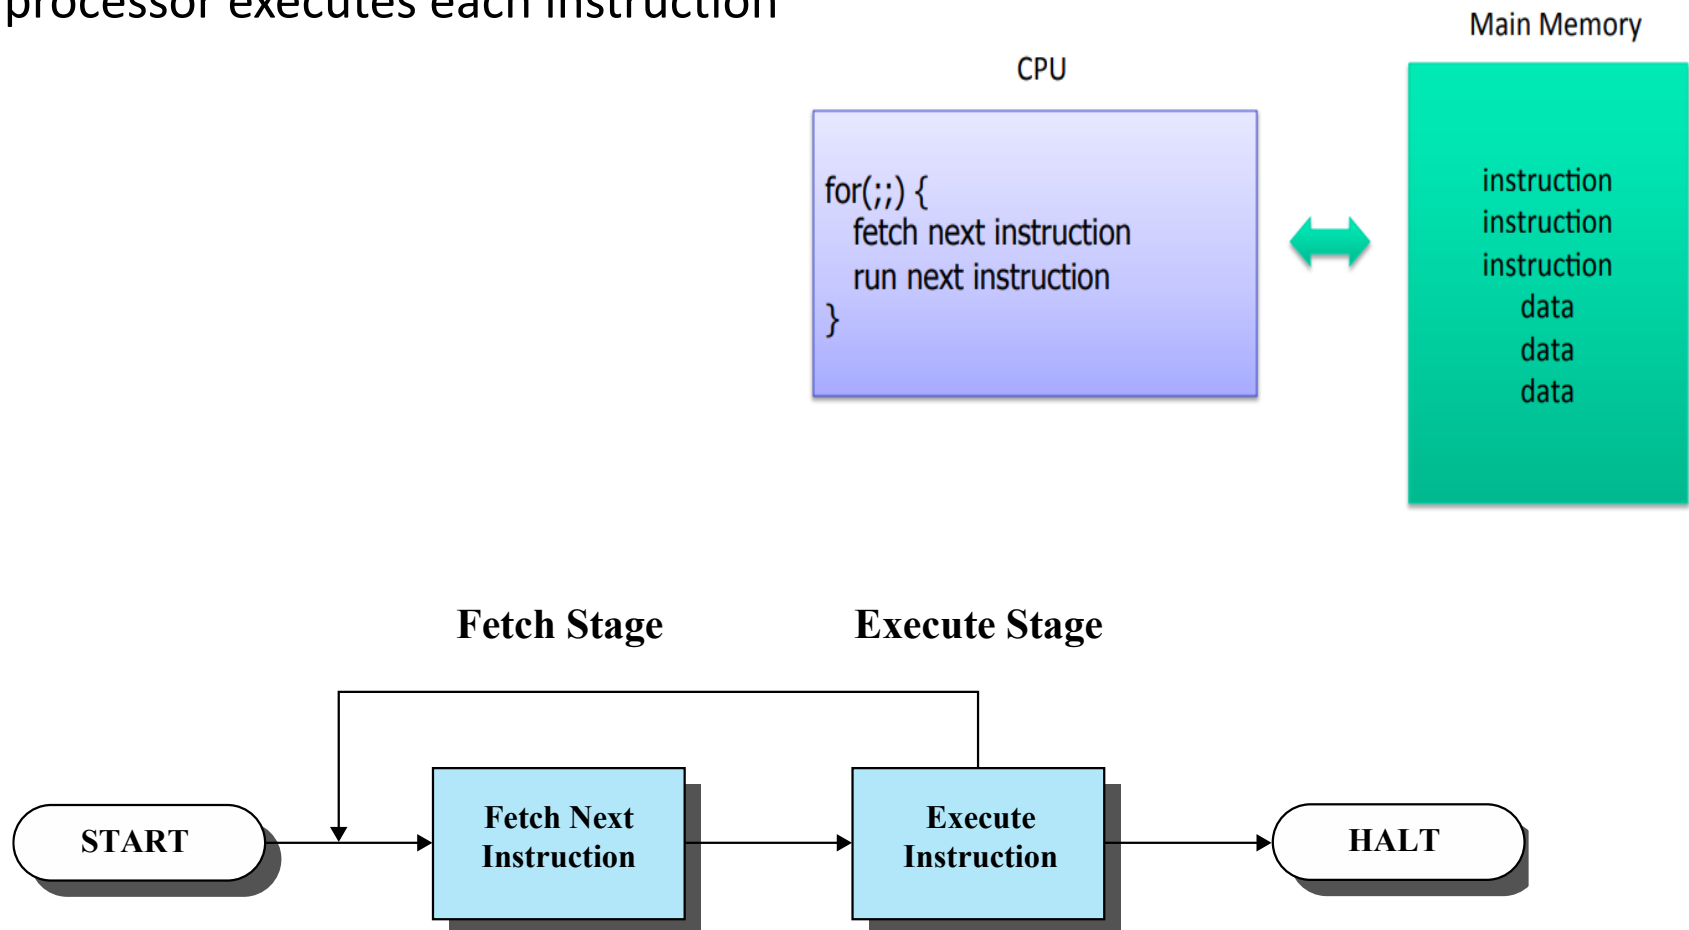 processor executes each instruction
Main Memory
CPU
for(;;) {
fetch next instruction
run next instruction
}
instruction
instruction
instruction
data
data
data
Fetch Stage
Execute Stage
START
Fetch Next
Instruction
Execute
Instruction
HALT